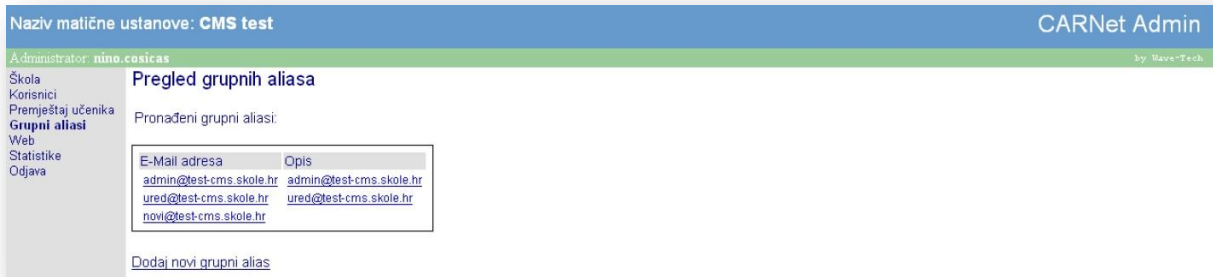 Naziv matične ustanove: CMS test
CARNet Admin
Administrator: nino.cosicas
by Wave-Tech
Škola
Korisnici
Premještaj učenika
Grupni aliasi
Web
Statistike
Odjava
Pregled grupnih aliasa
Pronađeni grupni aliasi:
E-Mail adresa Opis
admin@test-cms.skole.hr admin@test-cms.skole.hr
ured@test-cms.skole.hr ured@test-cms.skole.hr
novi@test-cms.skole.hr
Dodaj novi grupni alias